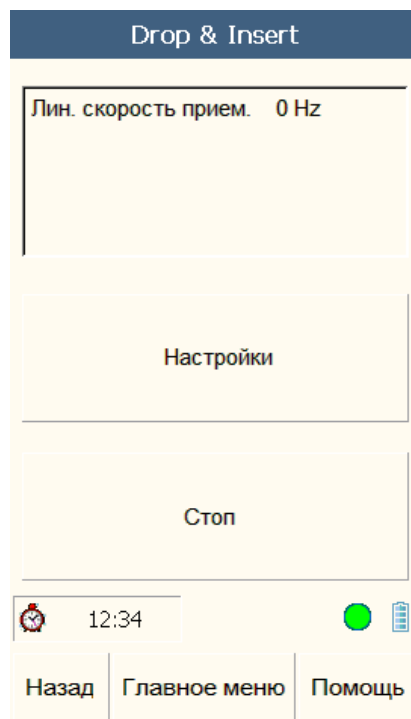 Drop & Insert
Лин. скорость прием. 0 Hz
Настройки
Стоп
12:34
Назад Главное меню Помощь